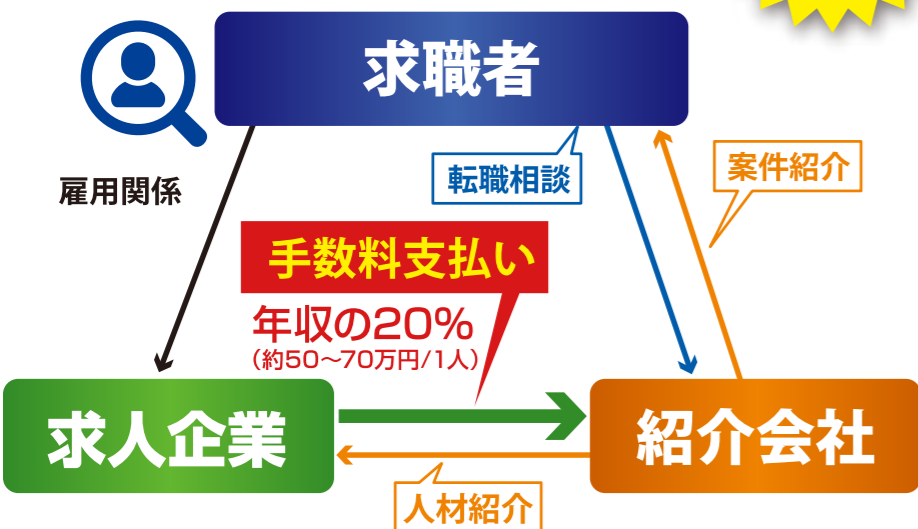 求職者
雇用関係
転職相談
案件紹介
手数料支払い
年収の20%
(約50〜70万円/1人)
求人企業
紹介会社
人材紹介